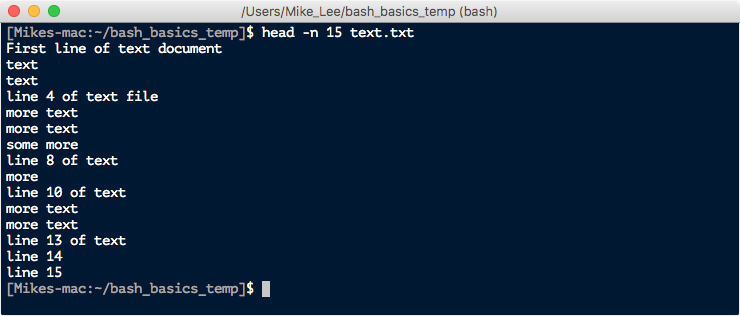 /Users/Mike_Lee/bash_basics_temp (bash)
[Mikes-mac:~/bash_basics_temp]$ head -n 15 text.txt
First line of text document
text
text
line 4 of text file
more text
more text
some more
line 8 of text
more
line 10 of text
more text
more text
line 13 of text
line 14
line 15
[Mikes-mac:~/bash_basics_temp]$